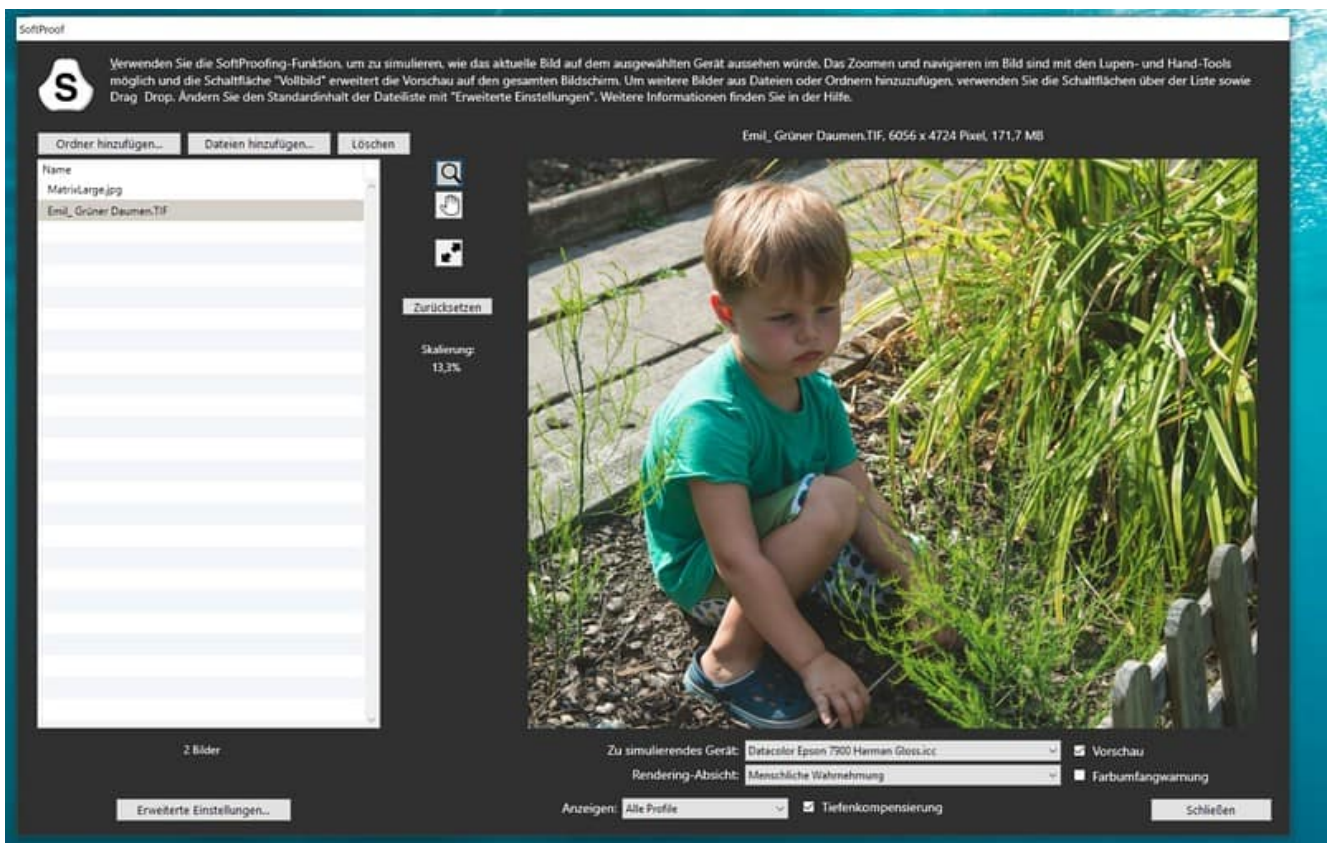 SoftProof
S
Verwenden Sie die SoftProofing-Funktion, um zu simulieren, wie das aktuelle Bild auf dem ausgewählten Gerät aussehen würde. Das Zoomen und navigieren im Bild sind mit den Lupen- und Hand-Tools
möglich und die Schaltfläche "Vollbild" erweitert die Vorschau auf den gesamten Bildschirm. Um weitere Bilder aus Dateien oder Ordnern hinzuzufügen, verwenden Sie die Schaltflächen über der Liste sowie
Drag Drop. Ändern Sie den Standardinhalt der Dateiliste mit "Erweiterte Einstellungen". Weitere Informationen finden Sie in der Hilfe.
Ordner hinzufügen...
Dateien hinzufügen...
Löschen
Emil_ Grüner Daumen.TIF, 6056 x 4724 Pixel, 171,7 MB
Name
MatrixLarge.jpg
Emil_ Grüner Daumen.TIF
Zurücksetzen
Skalierung:
13,3%
2 Bilder
Zu simulierendes Gerät: Datacolor Epson 7900 Harman Gloss.icc
Vorschau
Rendering-Absicht: Menschliche Wahrnehmung
Farbumfangwarnung
Erweiterte Einstellungen...
Anzeigen: Alle Profile
Tiefenkompensierung
Schließen